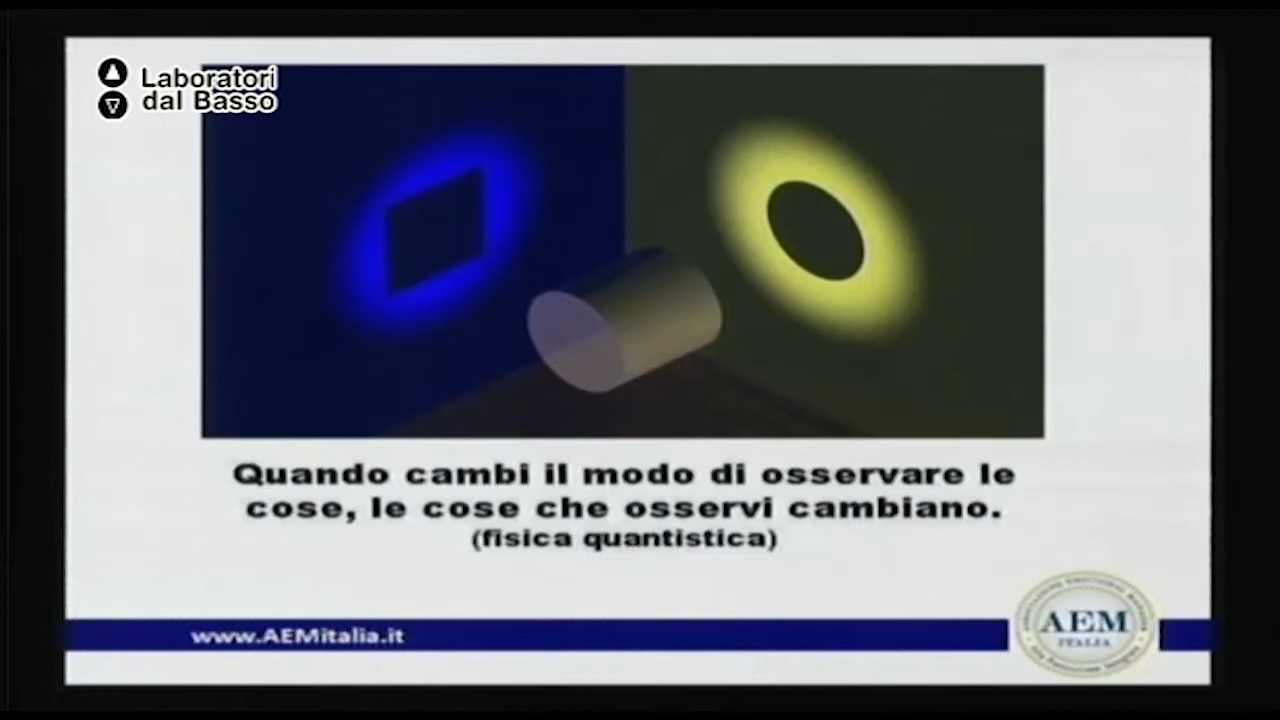 Laboratori
dal Basso
Quando cambi il modo di osservare le
cose, le cose che osservi cambiano.
(fisica quantistica)
www.AEMitalia.it
AEM
ITALIA